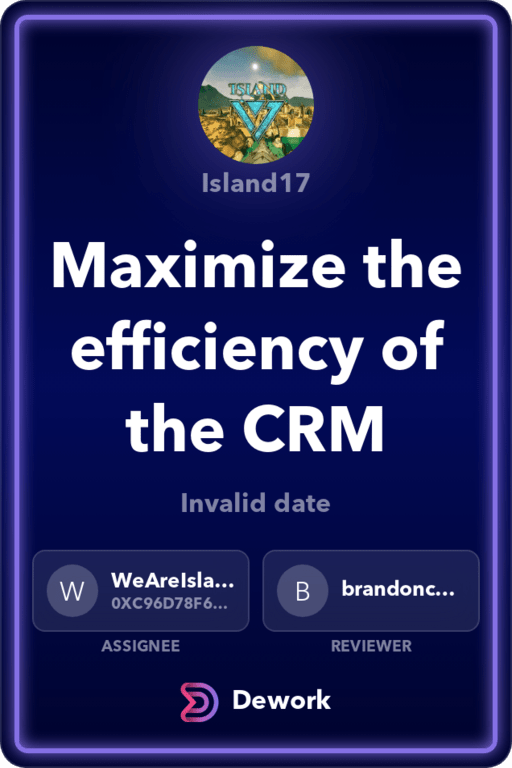 ISLAND
Island17
Maximize the
efficiency of
the CRM
Invalid date
W
WeAreIsla...
0XC96D78F6...
B
brandonc...
ASSIGNEE
REVIEWER
Dework